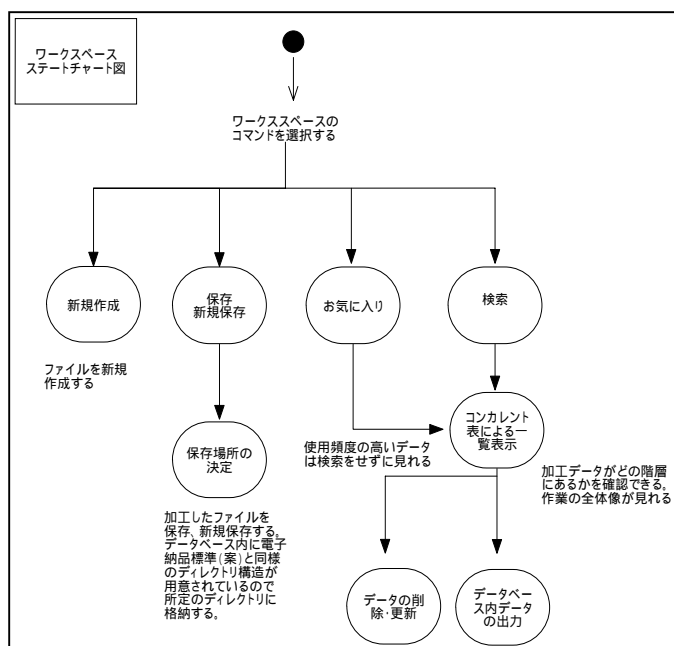 ワークスペース
ステートチャート図
ワークススペースの
コマンドを選択する
新規作成
保存
新規保存
お気に入り
検索
ファイルを新規
作成する
保存場所の
決定
使用頻度の高いデータ
は検索をせずに見れる
コンカレント
表による一
覧表示
加工データがどの階層
にあるかを確認できる。
作業の全体像が見れる
加工したファイルを
保存、新規保存する。
データベース内に電子
納品標準(案)と同様
のディレクトリ構造が
用意されているので
所定のディレクトリに
格納する。
データの削
除・更新
データベー
ス内データ
の出力